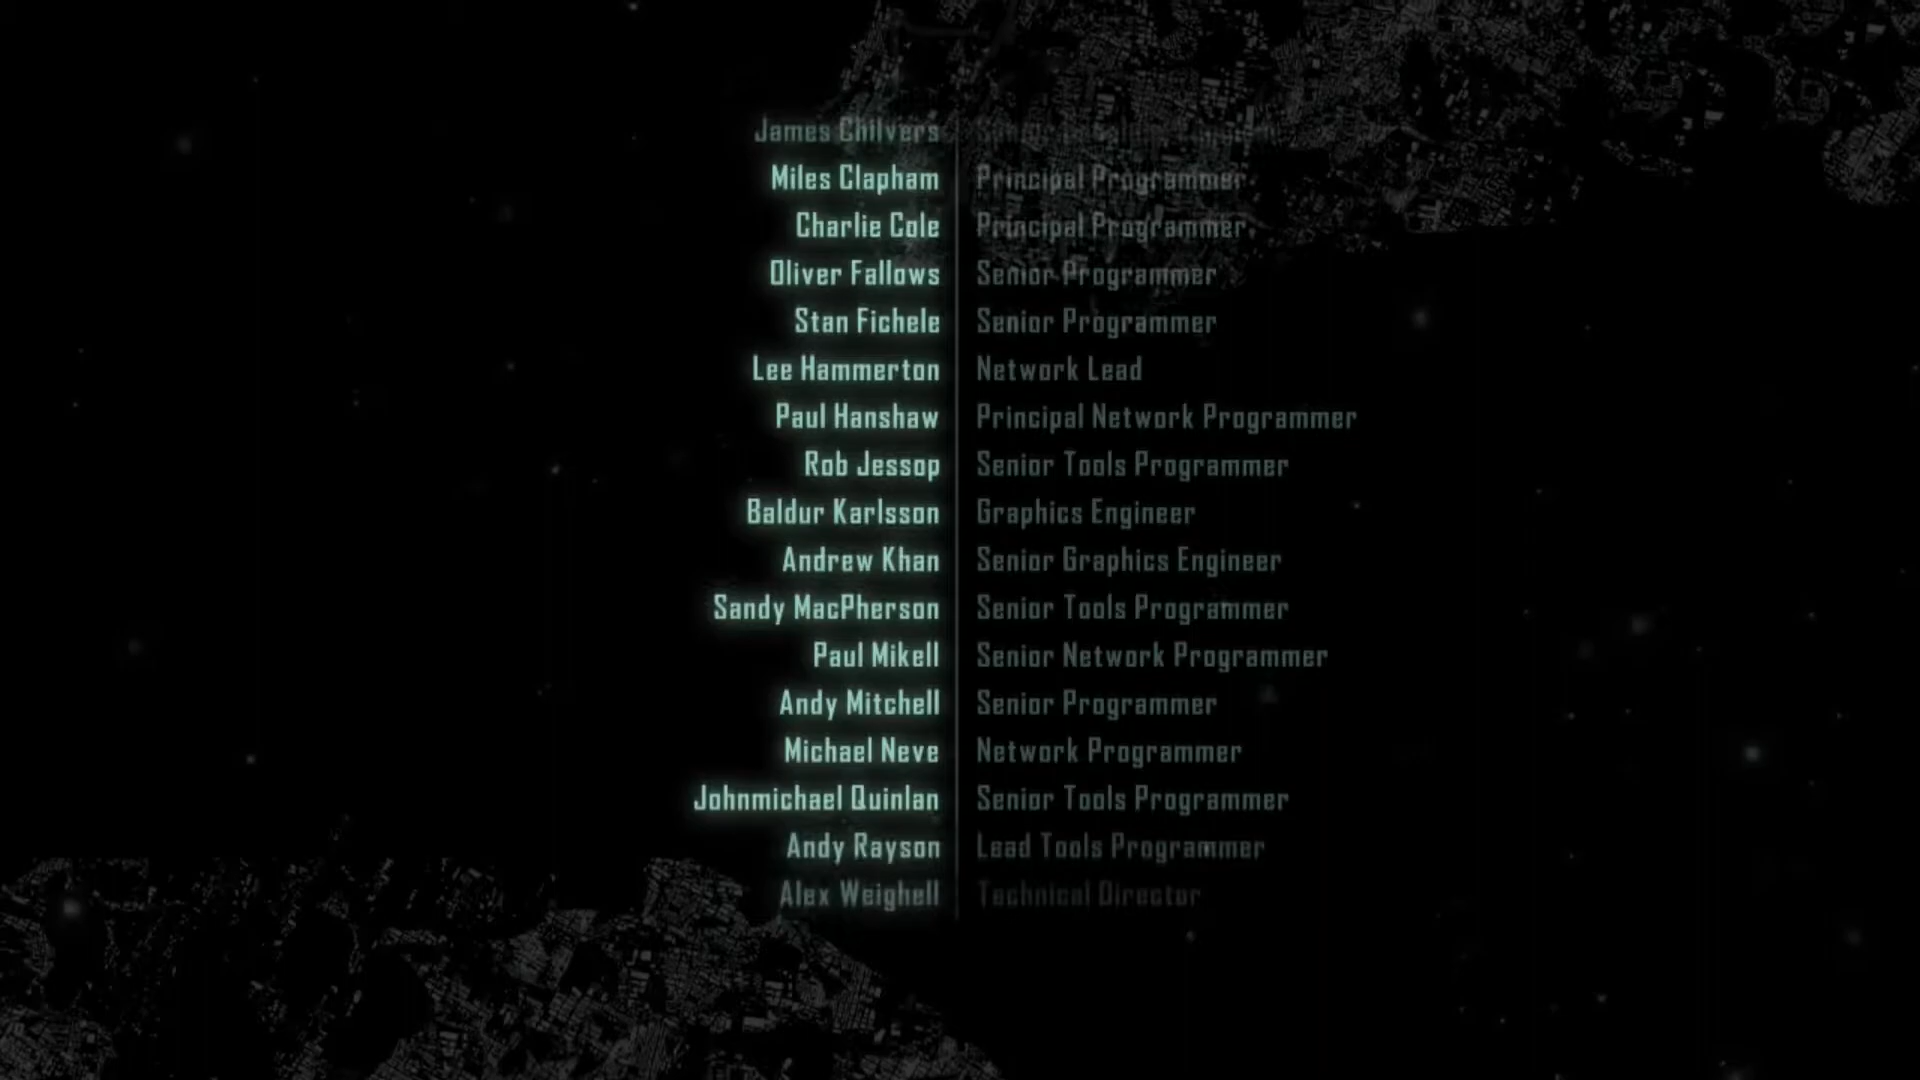 James Chilvers
Miles Clapham Principal Programmer
Charlie Cole Principal Programmer
Oliver Fallows Senior Programmer
Stan Fichele Senior Programmer
Lee Hammerton Network Lead
Paul Hanshaw Principal Network Programmer
Rob Jessop Senior Tools Programmer
Baldur Karlsson Graphics Engineer
Andrew Khan Senior Graphics Engineer
Sandy MacPherson Senior Tools Programmer
Paul Mikell Senior Network Programmer
Andy Mitchell Senior Programmer
Michael Neve Network Programmer
Johnmichael Quinlan Senior Tools Programmer
Andy Rayson Lead Tools Programmer
Alex Weighell Technical Director